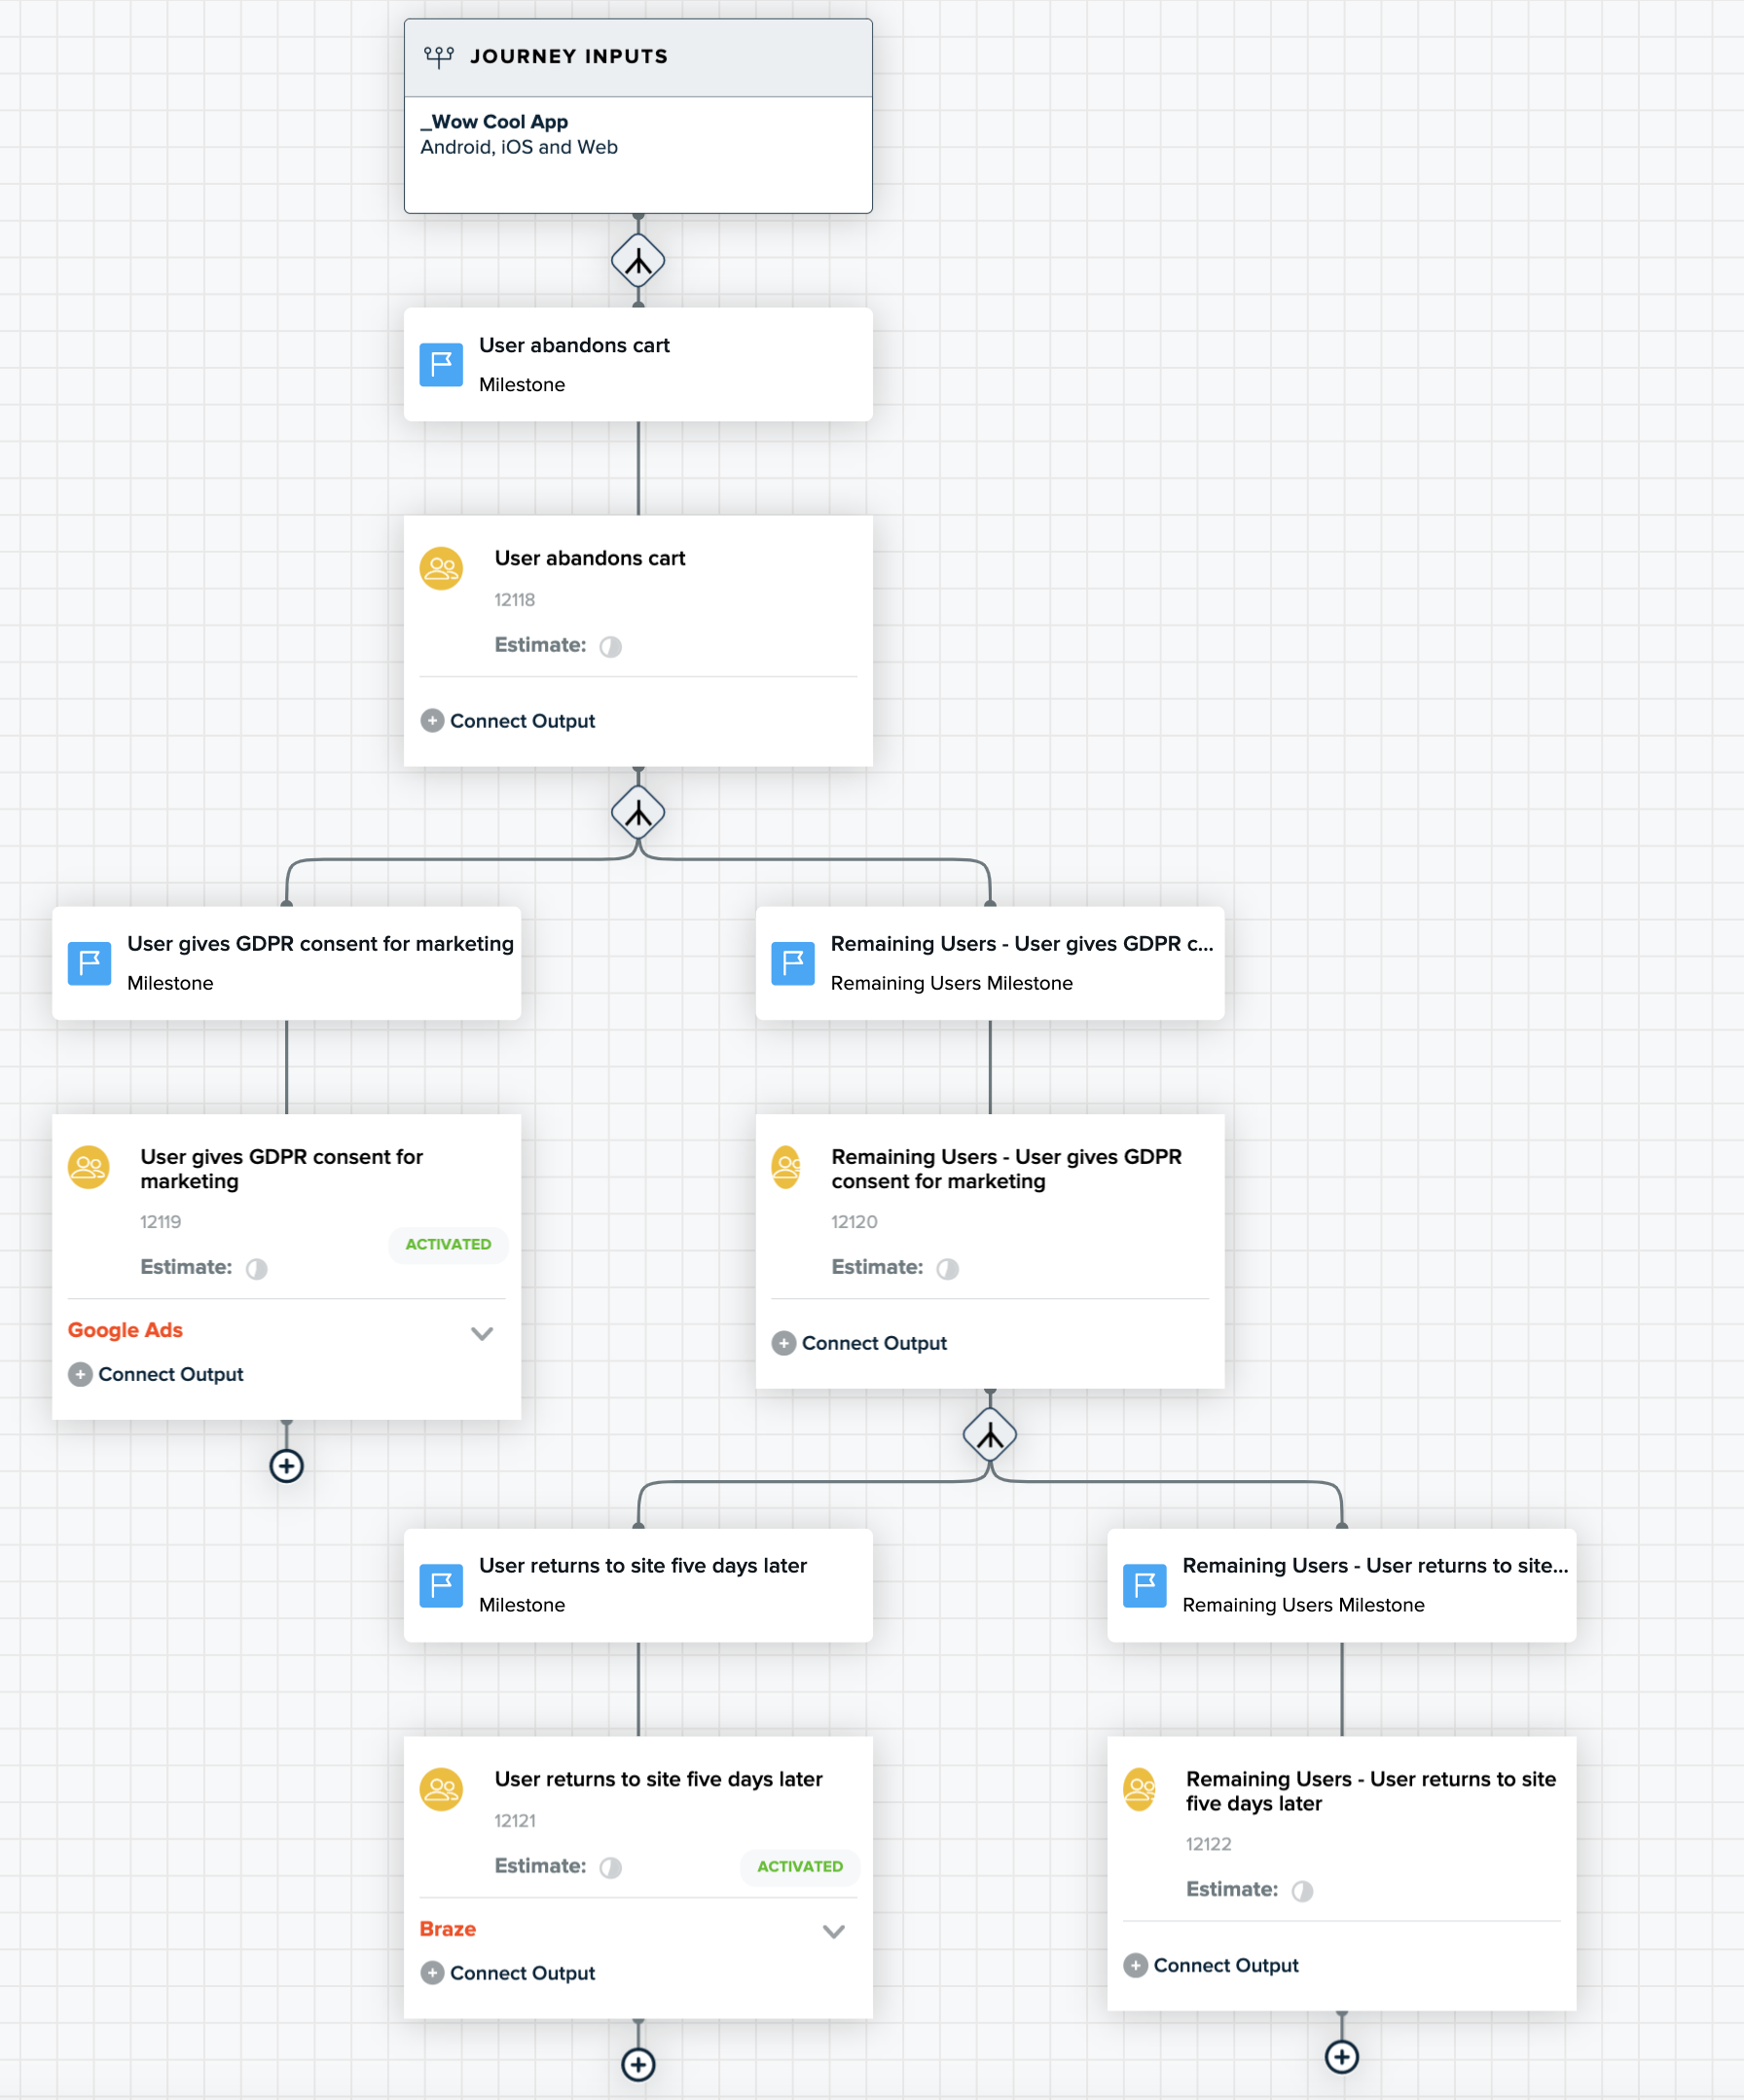 JOURNEY INPUTS
_Wow Cool App
Android, iOS and Web
User abandons cart
Milestone
User abandons cart
12118
Estimate:
Connect Output
User gives GDPR consent for marketing
Milestone
Remaining Users - User gives GDPR c...
Remaining Users Milestone
User gives GDPR consent for
marketing
12119
ACTIVATED
Estimate:
Google Ads
Connect Output
Remaining Users - User gives GDPR
consent for marketing
12120
Estimate:
Connect Output
User returns to site five days later
Milestone
Remaining Users - User returns to site...
Remaining Users Milestone
User returns to site five days later
12121
Estimate:
ACTIVATED
Braze
Connect Output
Remaining Users - User returns to site
five days later
12122
Estimate:
Connect Output